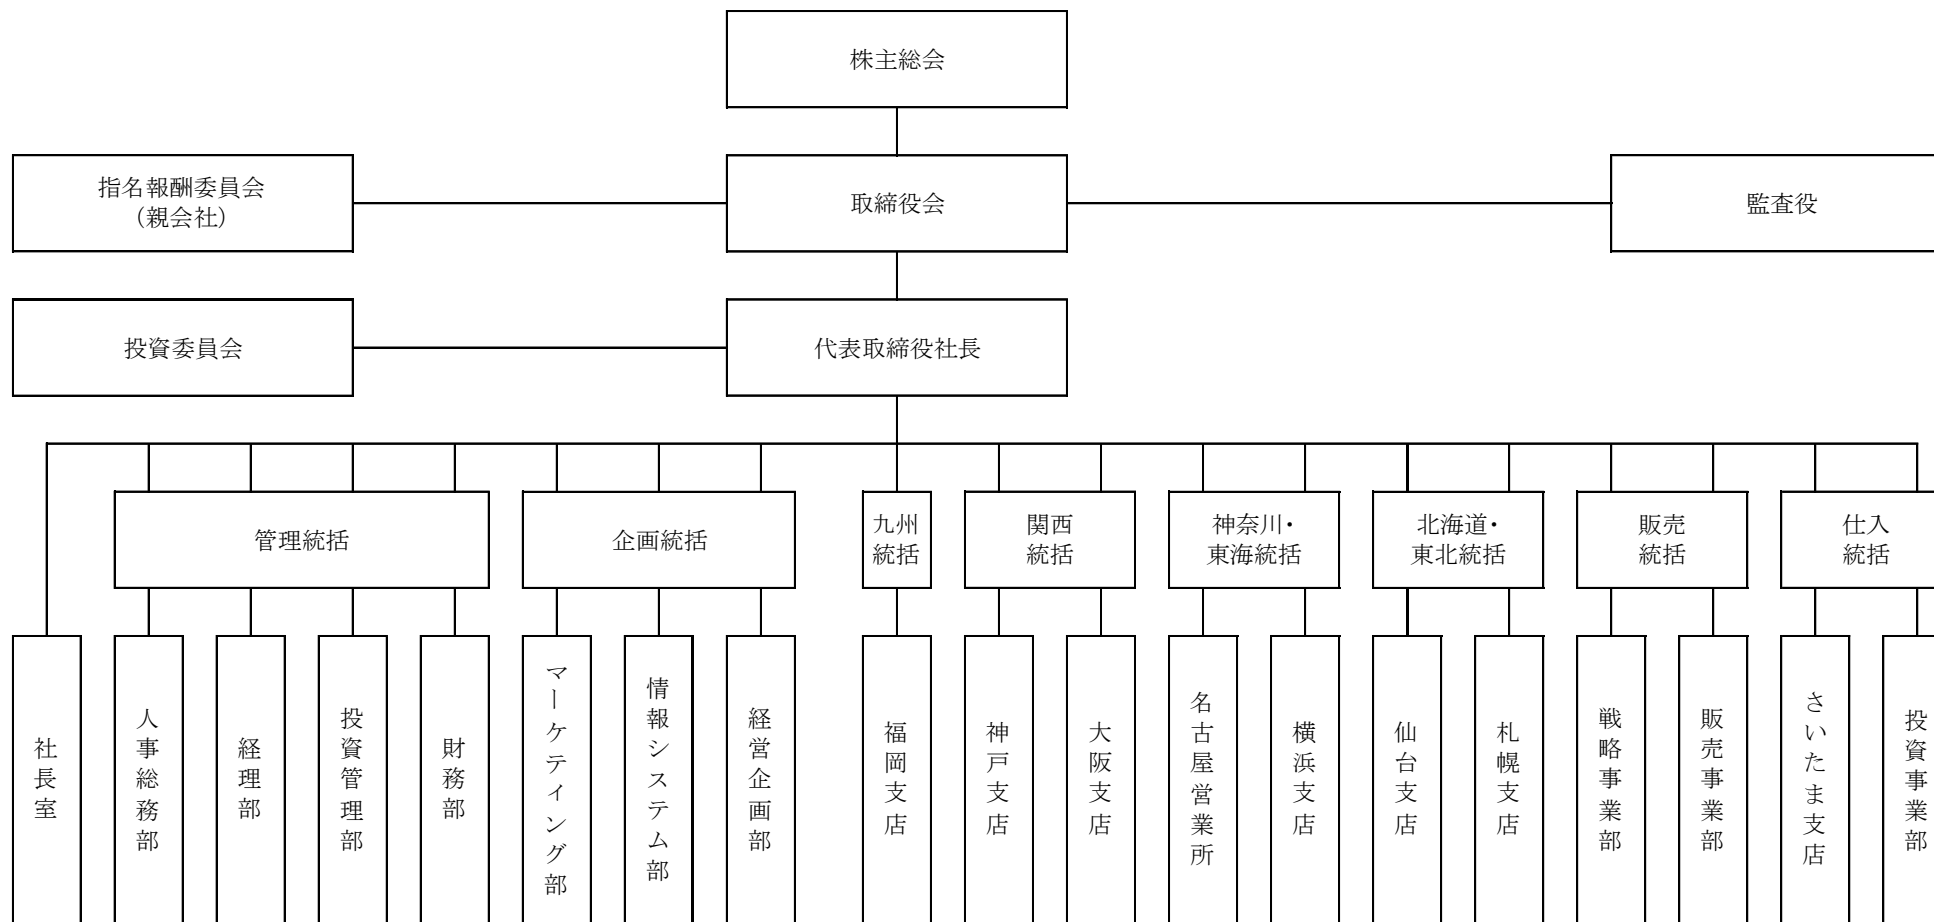 株主総会
指名報酬委員会
（親会社）
取締役会
監査役
投資委員会
代表取締役社長
管理統括
企画統括
九州
統括
関西
統括
神奈川・
東海統括
北海道・
東北統括
販売
統括
仕入
統括
社長室
人事総務部
経理部
投資管理部
財務部
マーケティング部
情報システム部
経営企画部
福岡支店
神戸支店
大阪支店
名古屋営業所
横浜支店
仙台支店
札幌支店
戦略事業部
販売事業部
さいたま支店
投資事業部